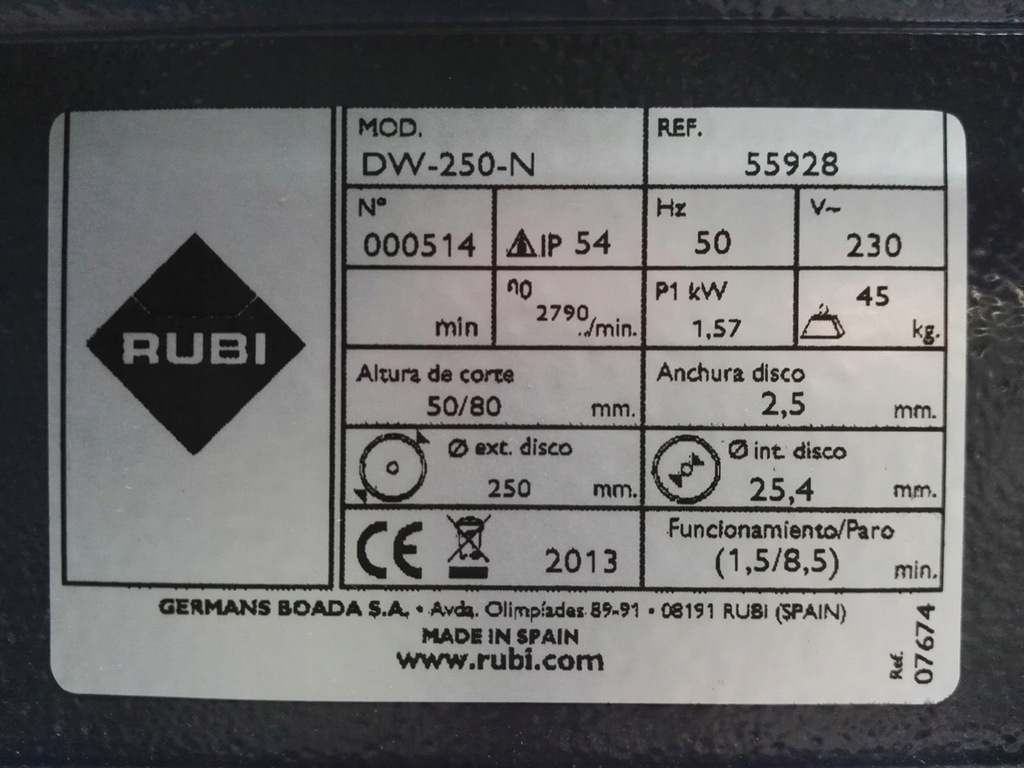 RUBI
MOD.
DW-250-N
REF.
55928
Nº
000514
IP 54
Hz
50
V~
230
min
n0
2790 ./min.
P1 kW
1,57
45
kg.
Altura de corte
50/80 mm.
Anchura disco
2,5 mm.
Ø ext. disco
250 mm.
Ø int. disco
25,4 mm.
CE
2013
Funcionamiento/Paro
(1,5/8,5) min.
GERMANS BOADA S.A. • Avda. Olimpíades 89-91 • 08191 RUBI (SPAIN)
MADE IN SPAIN
www.rubi.com
Ref.
07674